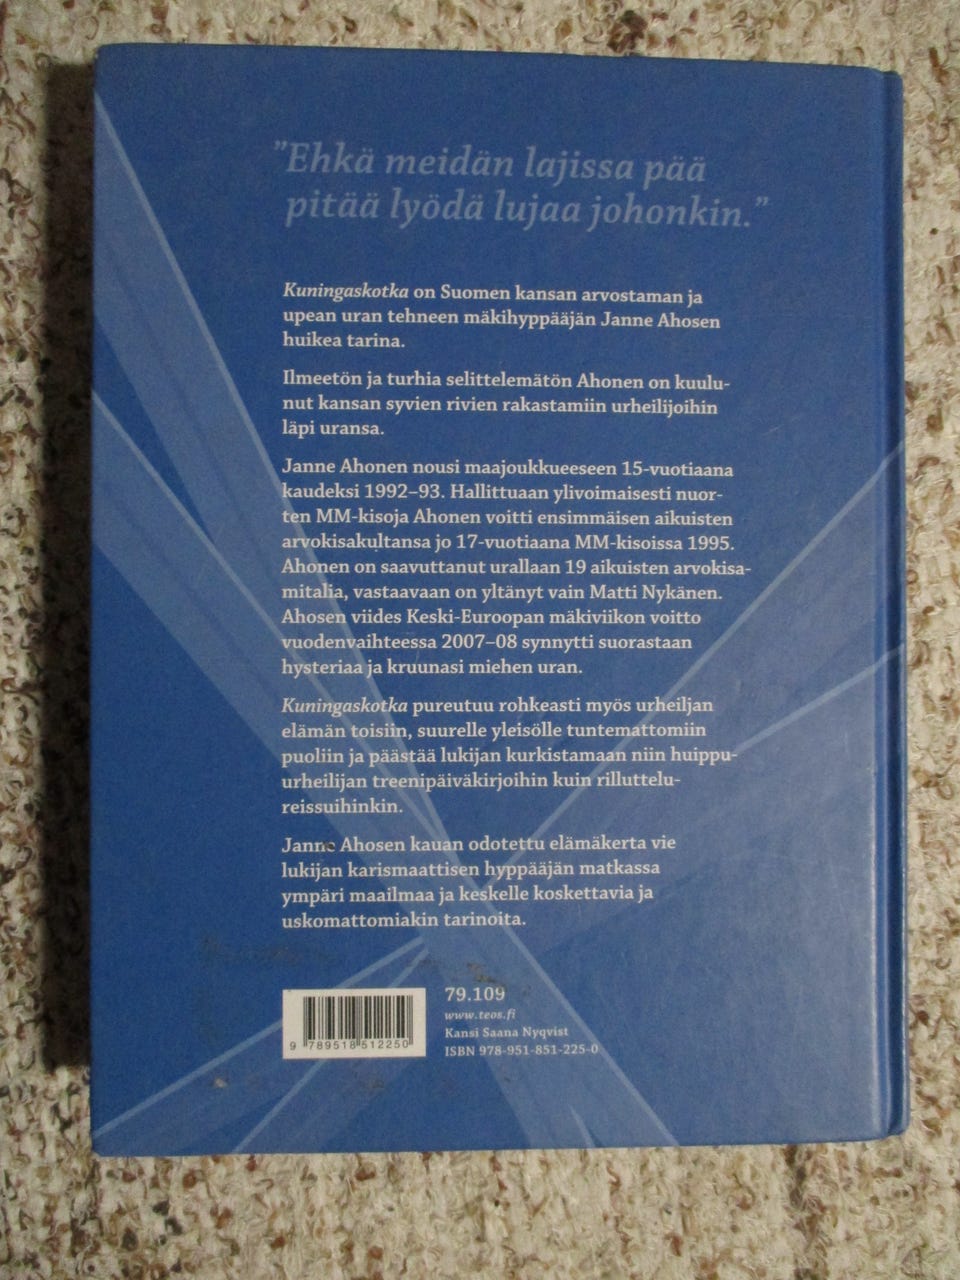 ”Ehkä meidän lajissa pää
pitää lyödä lujaa johonkin.”
Kuningaskotka on Suomen kansan arvostaman ja
upean uran tehneen mäkihyppääjän Janne Ahosen
huikea tarina.
Ilmeetön ja turhia selittelemätön Ahonen on kuulu-
nut kansan syvien rivien rakastamiin urheilijoihin
läpi uransa.
Janne Ahonen nousi maajoukkueeseen 15-vuotiaana
kaudeksi 1992–93. Hallittuaan ylivoimaisesti nuor-
ten MM-kisoja Ahonen voitti ensimmäisen aikuisten
arvokisakultansa jo 17-vuotiaana MM-kisoissa 1995.
Ahonen on saavuttanut urallaan 19 aikuisten arvokisa-
mitalia, vastaavaan on yltänyt vain Matti Nykänen.
Ahosen viides Keski-Euroopan mäkiviikon voitto
vuodenvaihteessa 2007–08 synnytti suorastaan
hysteriaa ja kruunasi miehen uran.
Kuningaskotka pureutuu rohkeasti myös urheiljan
elämän toisiin, suurelle yleisölle tuntemattomiin
puoliin ja päästää lukijan kurkistamaan niin huippu-
urheilijan treenipäiväkirjoihin kuin rilluttelu-
reissuihinkin.
Janne Ahosen kauan odotettu elämäkerta vie
lukijan karismaattisen hyppääjän matkassa
ympäri maailmaa ja keskelle koskettavia ja
uskomattomiakin tarinoita.
79.109
www.teos.fi
Kansi Saana Nyqvist
ISBN 978-951-851-225-0
9 789518 512250